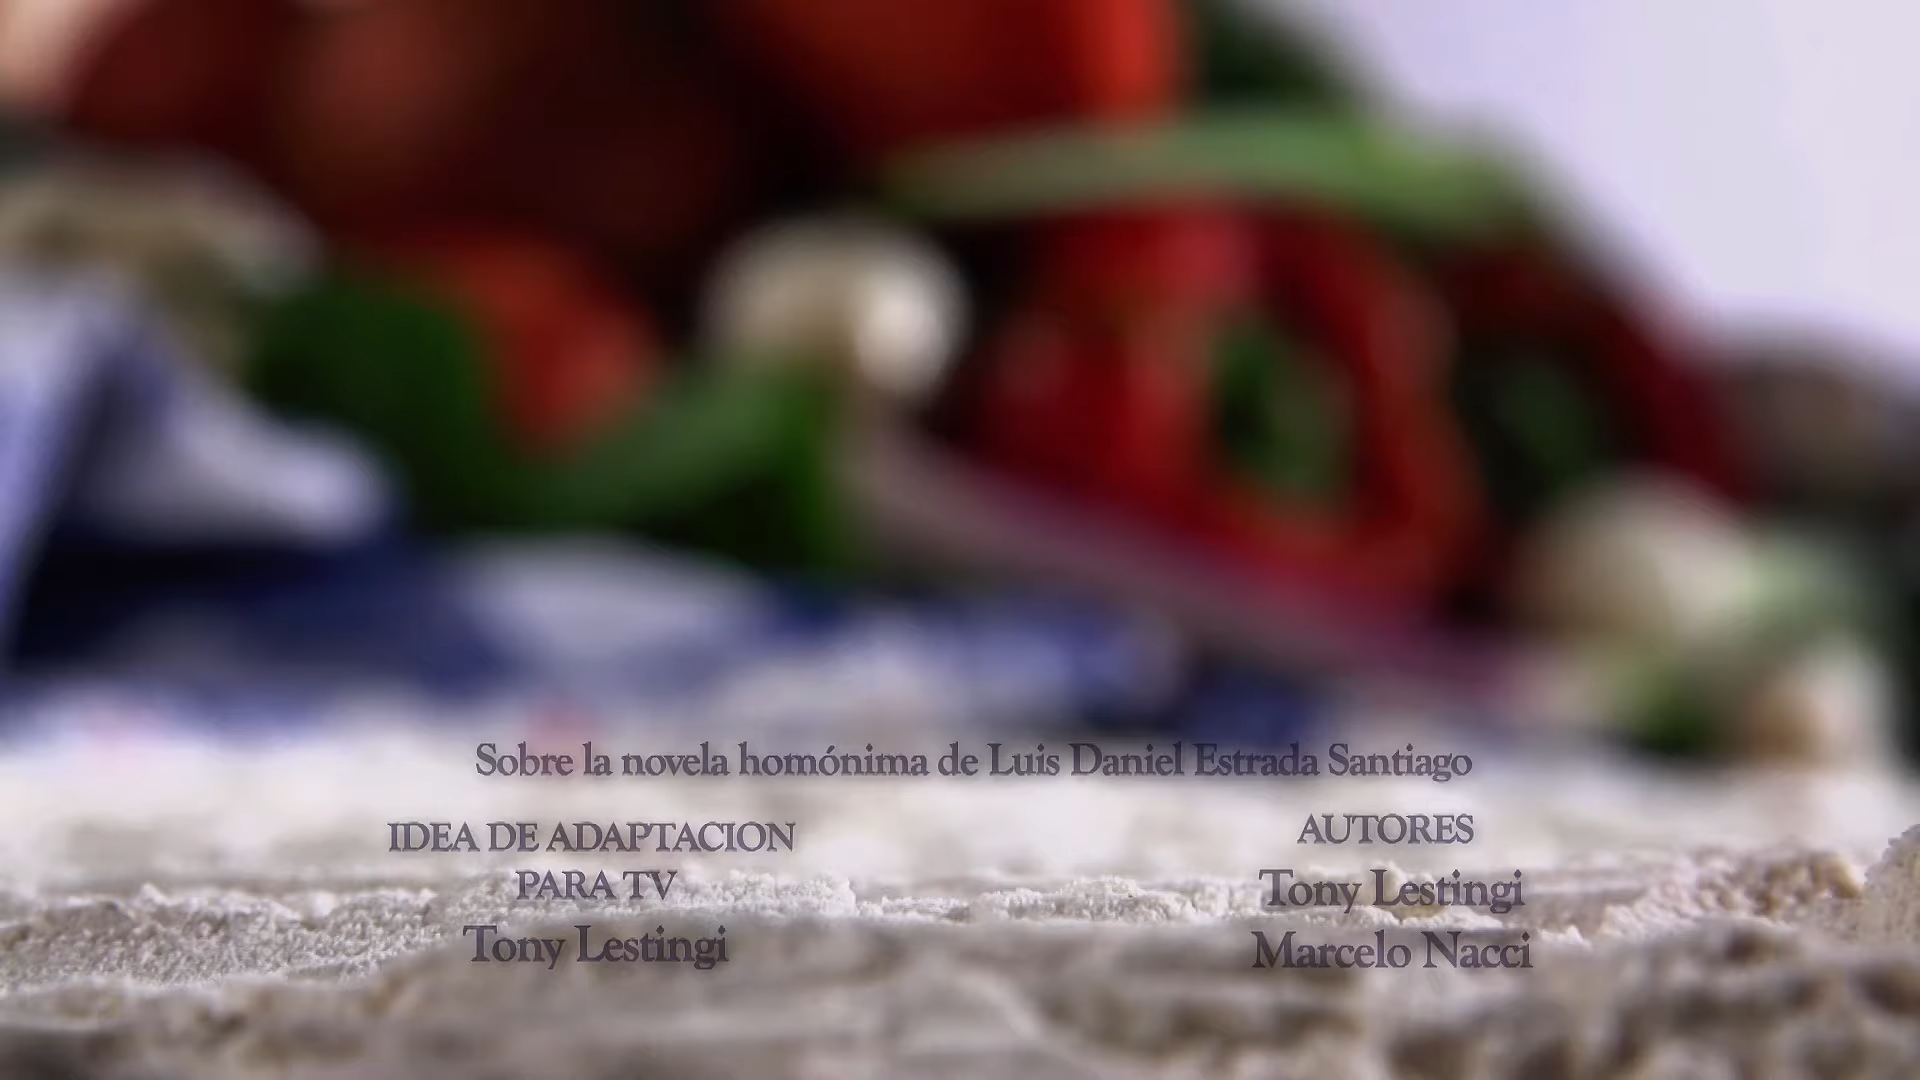 Sobre la novela homónima de Luis Daniel Estrada Santiago
IDEA DE ADAPTACION
PARA TV
Tony Lestingi
AUTORES
Tony Lestingi
Marcelo Nacci